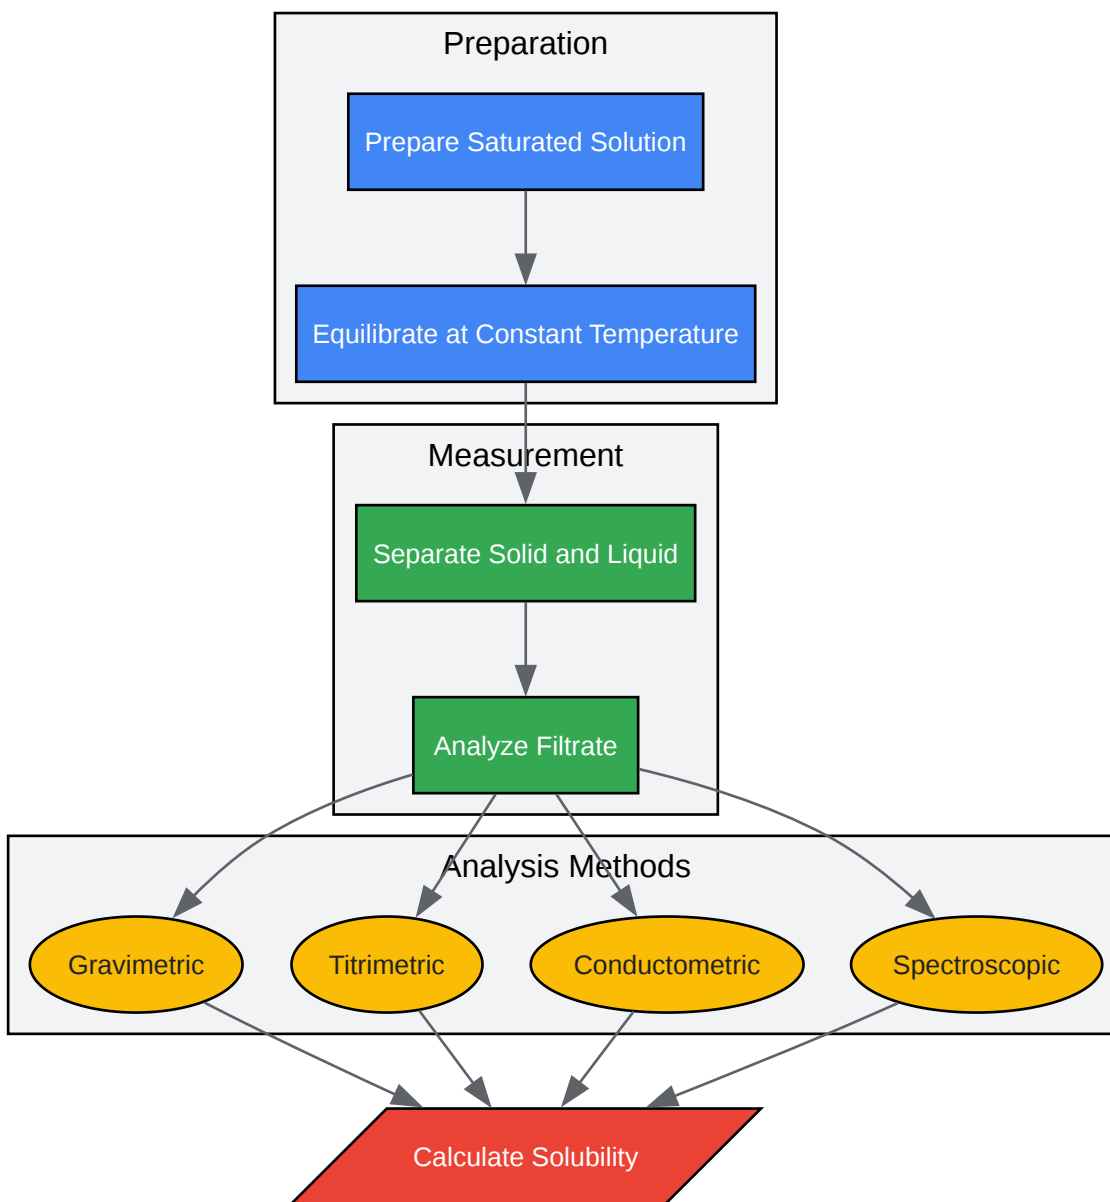 Preparation
Prepare Saturated Solution
Equilibrate at Constant Temperature
Measurement
Separate Solid and Liquid
Analyze Filtrate
Analysis Methods
Gravimetric
Titrimetric
Conductometric
Spectroscopic
Calculate Solubility